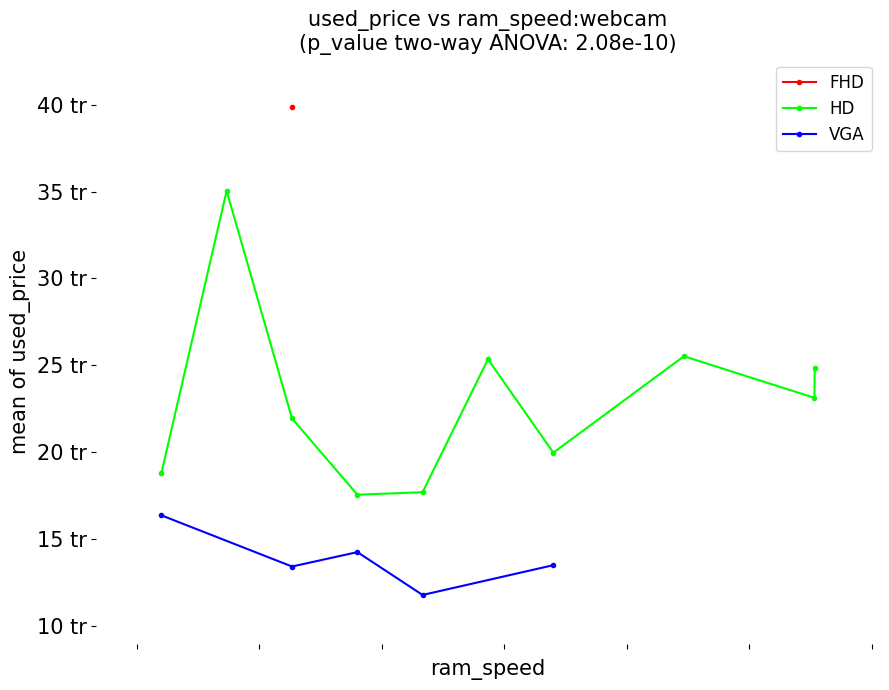 used_price vs ram_speed:webcam
(p_value two-way ANOVA: 2.08e-10)
FHD
HD
VGA
40 tr
35 tr
30 tr
25 tr
20 tr
15 tr
10 tr
mean of used_price
ram_speed